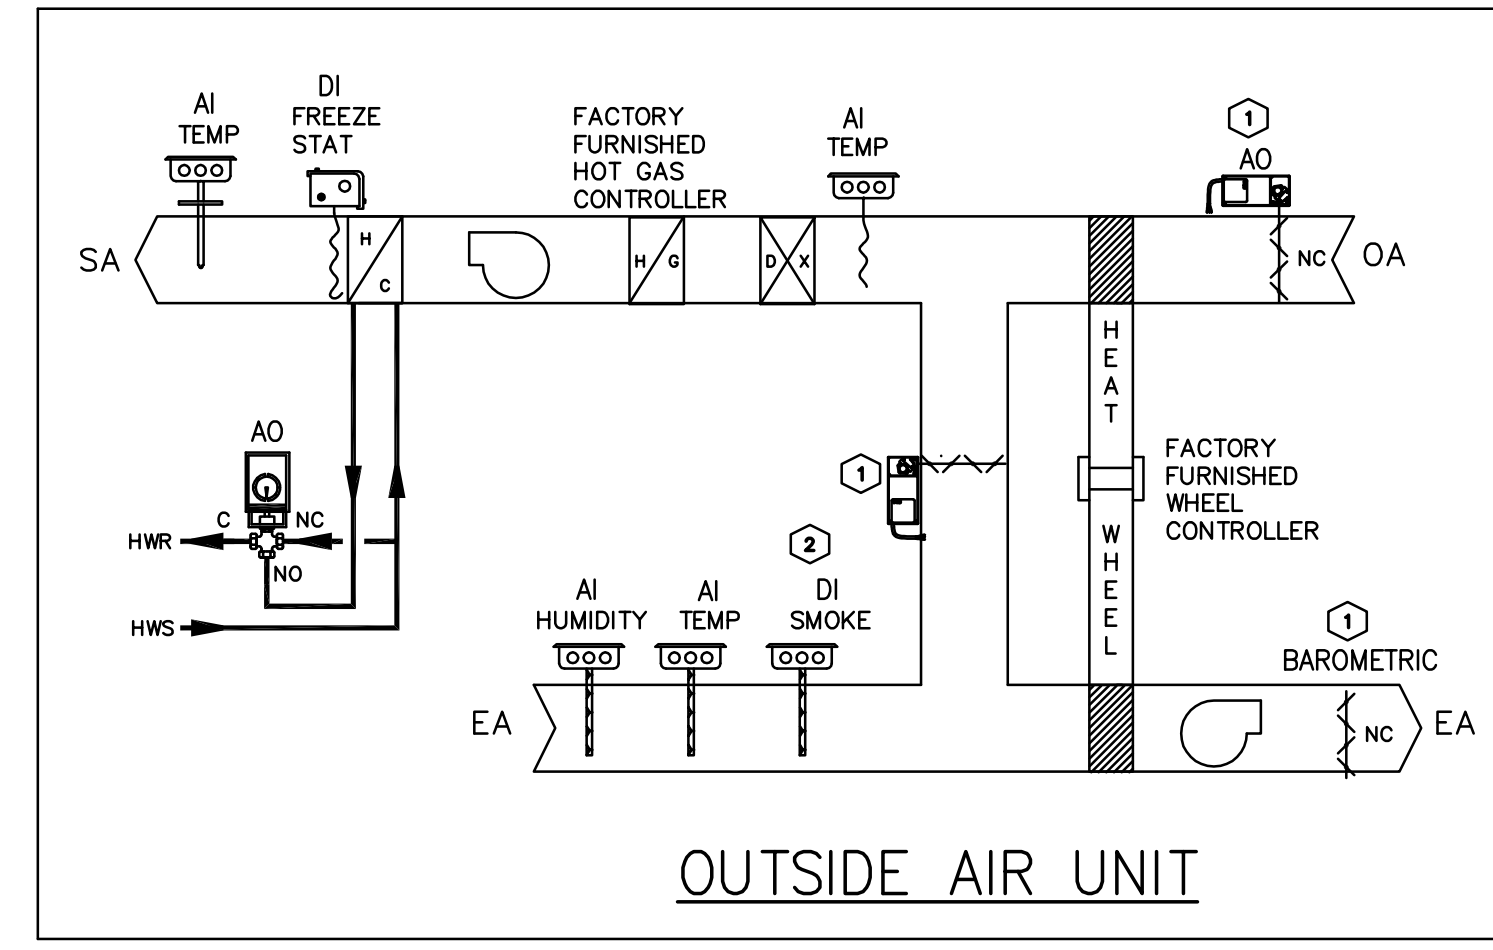 AI
TEMP
DI
FREEZE
STAT
FACTORY
FURNISHED
HOT GAS
CONTROLLER
AI
TEMP
1
AO
SA
H
C
H G
D X
NC
OA
HEAT
WHEEL
FACTORY
FURNISHED
WHEEL
CONTROLLER
AO
C
NC
HWR
NO
HWS
1
2
AI
HUMIDITY
AI
TEMP
DI
SMOKE
1
BAROMETRIC
EA
NC
EA
OUTSIDE AIR UNIT